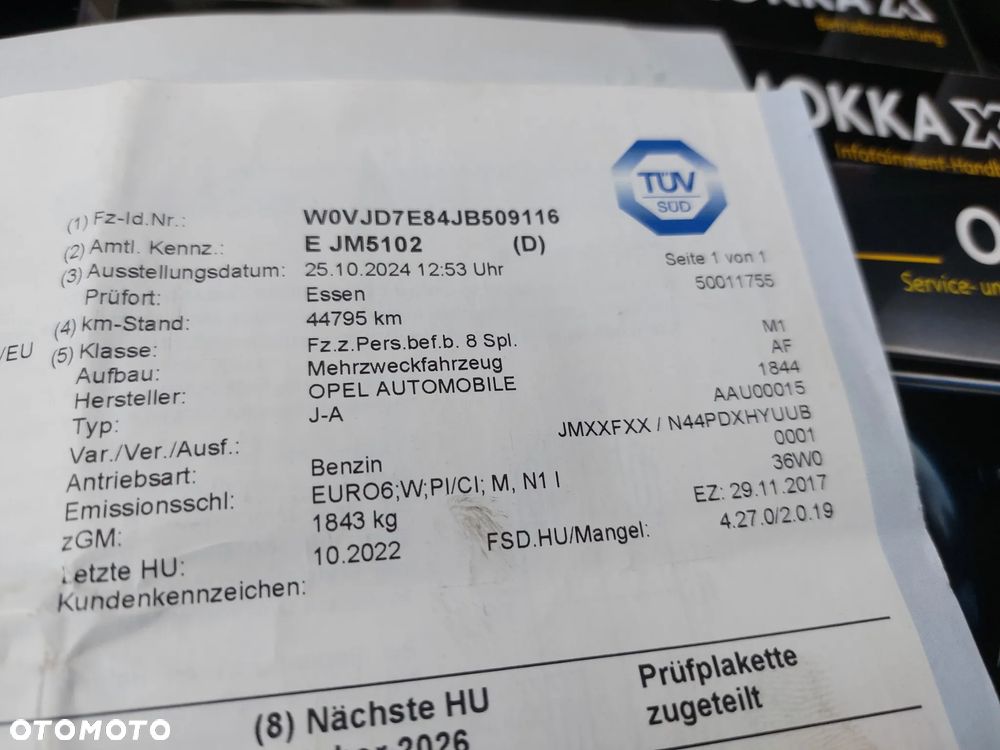 OKKA X
Betriebsanleitung
MOKKA X
Infotainment-Handb
O
Service- un
TÜV
SÜD
(1) Fz-Id.Nr.: W0VJD7E84JB509116
(2) Amtl. Kennz.: E JM5102 (D)
(3) Ausstellungsdatum: 25.10.2024 12:53 Uhr Seite 1 von 1
Prüfort: Essen 50011755
(4) km-Stand: 44795 km
/EU (5) Klasse: Fz.z.Pers.bef.b. 8 Spl. M1
Aufbau: Mehrzweckfahrzeug AF
Hersteller: OPEL AUTOMOBILE 1844
Typ: J-A AAU00015
Var./Ver./Ausf.: JMXXFXX / N44PDXHYUUB
Antriebsart: Benzin 0001
Emissionsschl: EURO6;W;PI/CI; M, N1 I 36W0
zGM: 1843 kg EZ: 29.11.2017
Letzte HU: 10.2022 FSD.HU/Mangel: 4.27.0/2.0.19
Kundenkennzeichen:
(8) Nächste HU
Prüfplakette
zugeteilt
ber 2026
OTOMOTO